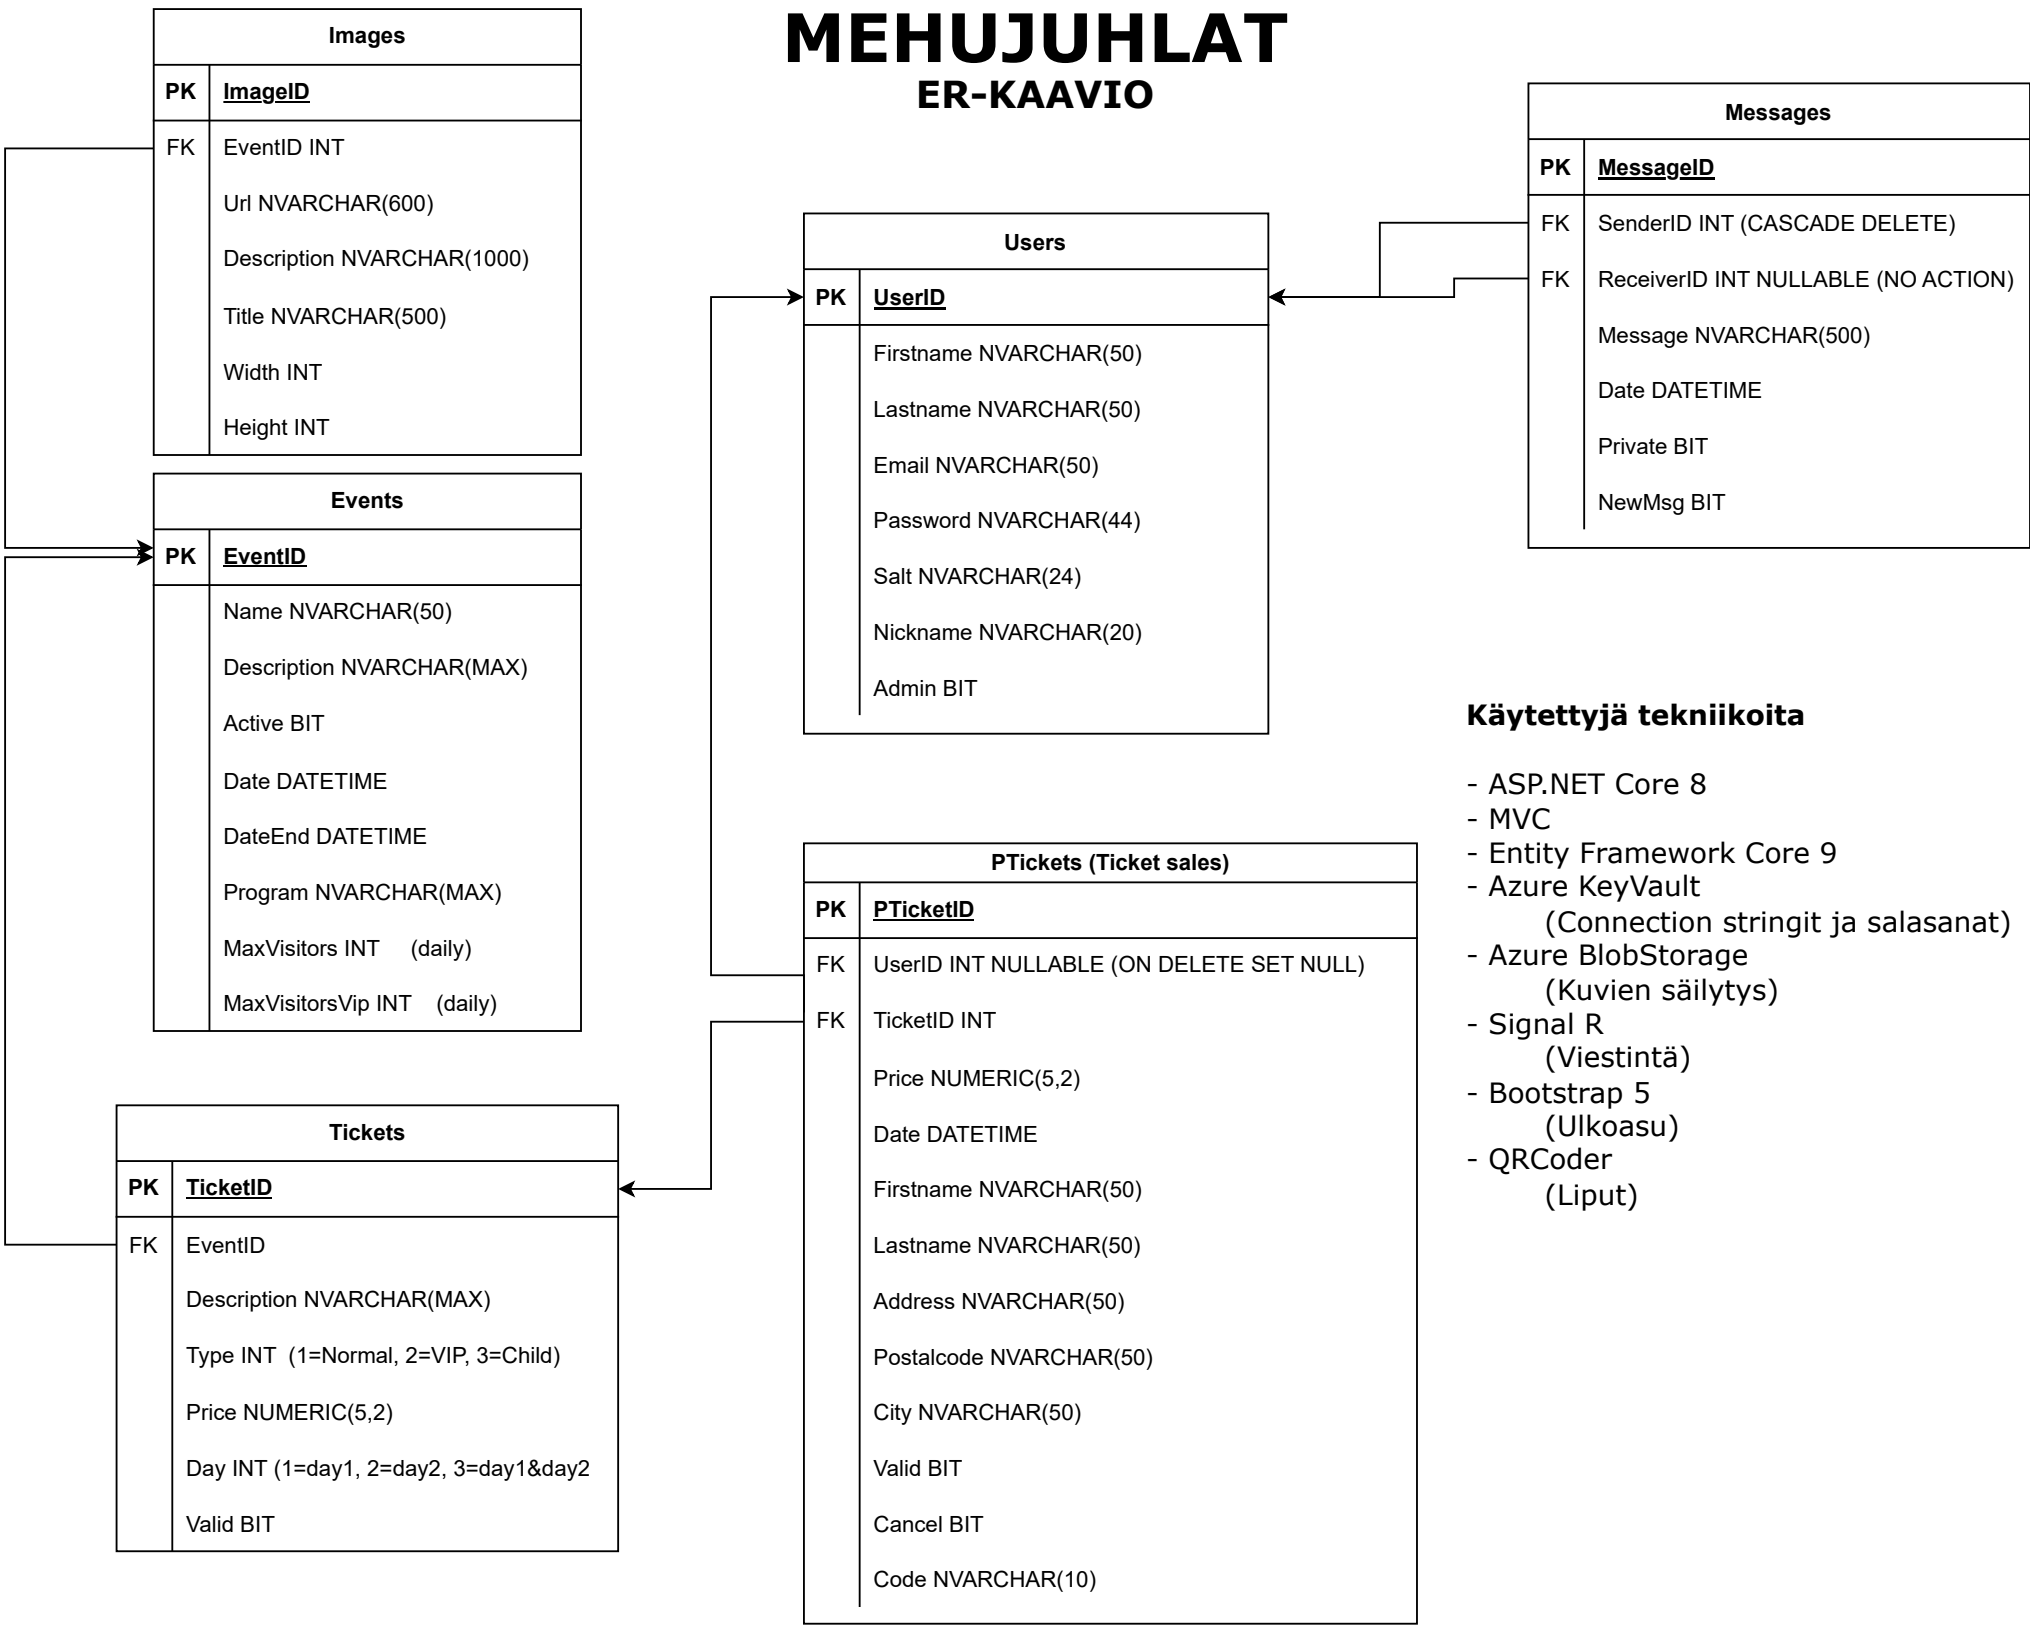 MEHUJUHLAT
ER-KAAVIO
Images
PK ImageID
FK EventID INT
Url NVARCHAR(600)
Description NVARCHAR(1000)
Title NVARCHAR(500)
Width INT
Height INT
Events
PK EventID
Name NVARCHAR(50)
Description NVARCHAR(MAX)
Active BIT
Date DATETIME
DateEnd DATETIME
Program NVARCHAR(MAX)
MaxVisitors INT (daily)
MaxVisitorsVip INT (daily)
Tickets
PK TicketID
FK EventID
Description NVARCHAR(MAX)
Type INT (1=Normal, 2=VIP, 3=Child)
Price NUMERIC(5,2)
Day INT (1=day1, 2=day2, 3=day1&day2
Valid BIT
Users
PK UserID
Firstname NVARCHAR(50)
Lastname NVARCHAR(50)
Email NVARCHAR(50)
Password NVARCHAR(44)
Salt NVARCHAR(24)
Nickname NVARCHAR(20)
Admin BIT
PTickets (Ticket sales)
PK PTicketID
FK UserID INT NULLABLE (ON DELETE SET NULL)
FK TicketID INT
Price NUMERIC(5,2)
Date DATETIME
Firstname NVARCHAR(50)
Lastname NVARCHAR(50)
Address NVARCHAR(50)
Postalcode NVARCHAR(50)
City NVARCHAR(50)
Valid BIT
Cancel BIT
Code NVARCHAR(10)
Messages
PK MessageID
FK SenderID INT (CASCADE DELETE)
FK ReceiverID INT NULLABLE (NO ACTION)
Message NVARCHAR(500)
Date DATETIME
Private BIT
NewMsg BIT
Käytettyjä tekniikoita
- ASP.NET Core 8
- MVC
- Entity Framework Core 9
- Azure KeyVault
(Connection stringit ja salasanat)
- Azure BlobStorage
(Kuvien säilytys)
- Signal R
(Viestintä)
- Bootstrap 5
(Ulkoasu)
- QRCoder
(Liput)